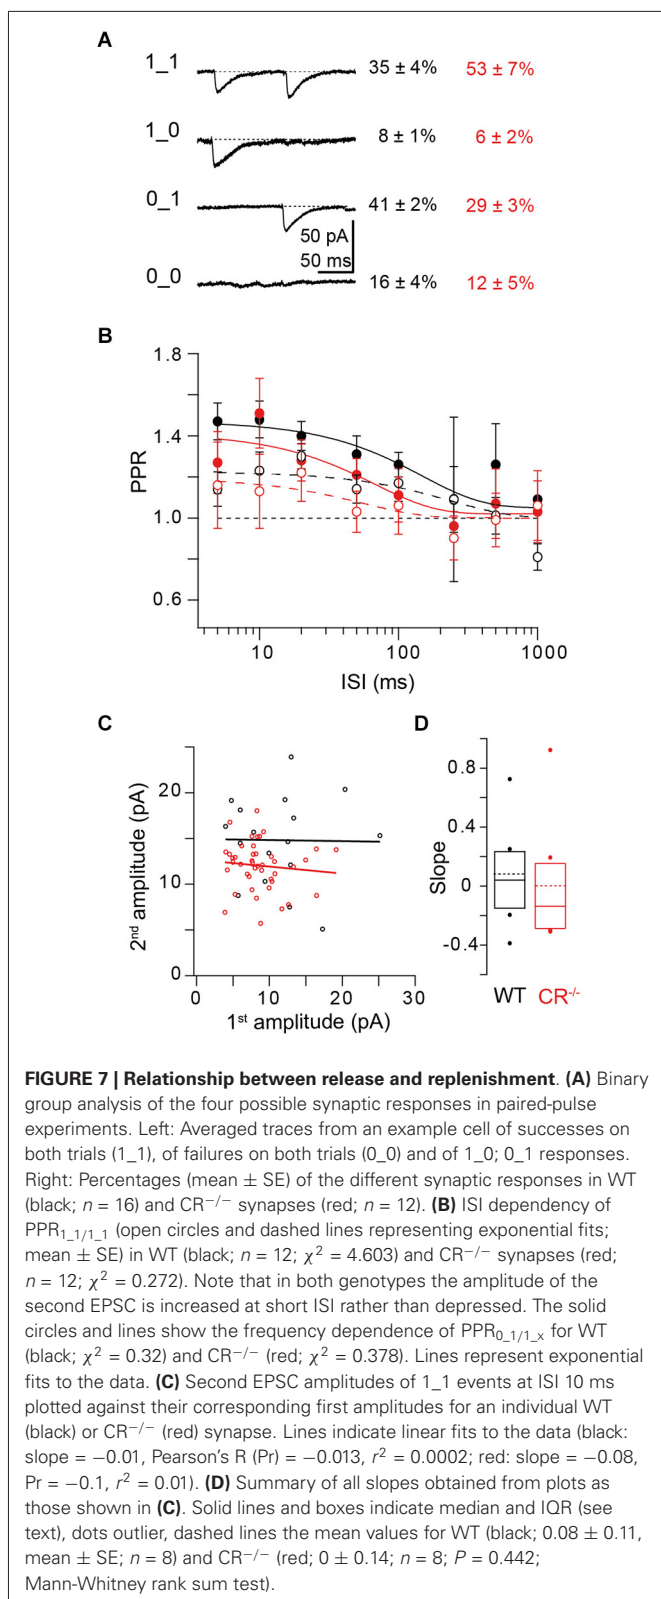 A
1_1
35 ± 4%
53 ± 7%
1_0
8 ± 1%
6 ± 2%
0_1
41 ± 2%
29 ± 3%
50 pA
50 ms
0_0
16 ± 4%
12 ± 5%
B
1.8
1.4
1.0
0.6
PPR
10
100
1000
ISI (ms)
C
20
10
0
2nd amplitude (pA)
0
10
20
30
1st amplitude (pA)
D
0.8
0.4
0
-0.4
Slope
WT
CR-/-
FIGURE 7 | Relationship between release and replenishment. (A) Binary
group analysis of the four possible synaptic responses in paired-pulse
experiments. Left: Averaged traces from an example cell of successes on
both trials (1_1), of failures on both trials (0_0) and of 1_0; 0_1 responses.
Right: Percentages (mean ± SE) of the different synaptic responses in WT
(black; n = 16) and CR−/− synapses (red; n = 12). (B) ISI dependency of
PPR1_1/1_1 (open circles and dashed lines representing exponential fits;
mean ± SE) in WT (black; n = 12; χ2 = 4.603) and CR−/− synapses (red;
n = 12; χ2 = 0.272). Note that in both genotypes the amplitude of the
second EPSC is increased at short ISI rather than depressed. The solid
circles and lines show the frequency dependence of PPR0_1/1_x for WT
(black; χ2 = 0.32) and CR−/− (red; χ2 = 0.378). Lines represent exponential
fits to the data. (C) Second EPSC amplitudes of 1_1 events at ISI 10 ms
plotted against their corresponding first amplitudes for an individual WT
(black) or CR−/− (red) synapse. Lines indicate linear fits to the data (black:
slope = −0.01, Pearson's R (Pr) = −0.013, r2 = 0.0002; red: slope = −0.08,
Pr = −0.1, r2 = 0.01). (D) Summary of all slopes obtained from plots as
those shown in (C). Solid lines and boxes indicate median and IQR (see
text), dots outlier, dashed lines the mean values for WT (black; 0.08 ± 0.11,
mean ± SE; n = 8) and CR−/− (red; 0 ± 0.14; n = 8; P = 0.442;
Mann-Whitney rank sum test).